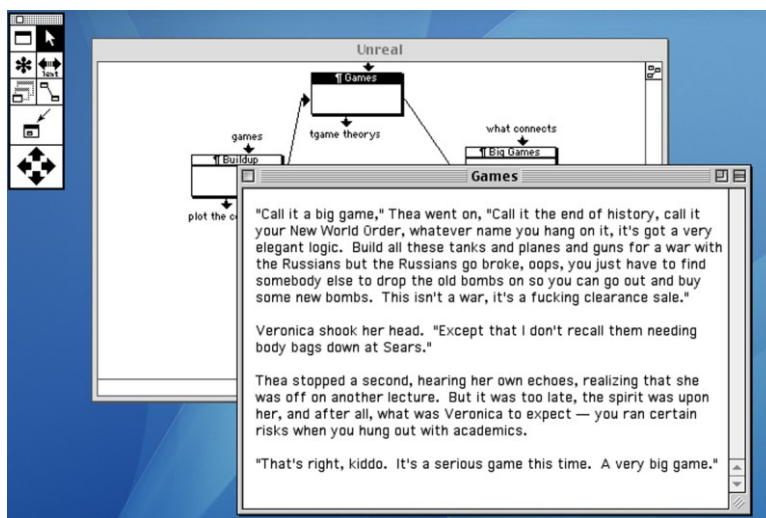 Unreal
text
¶ Games
tgame theorys
games
what connects
¶ Buildup
¶ Big Games
plot the c
Games
"Call it a big game," Thea went on, "Call it the end of history, call it
your New World Order, whatever name you hang on it, it's got a very
elegant logic. Build all these tanks and planes and guns for a war with
the Russians but the Russians go broke, oops, you just have to find
somebody else to drop the old bombs on so you can go out and buy
some new bombs. This isn't a war, it's a fucking clearance sale."
Veronica shook her head. "Except that I don't recall them needing
body bags down at Sears."
Thea stopped a second, hearing her own echoes, realizing that she
was off on another lecture. But it was too late, the spirit was upon
her, and after all, what was Veronica to expect — you ran certain
risks when you hung out with academics.
"That's right, kiddo. It's a serious game this time. A very big game."